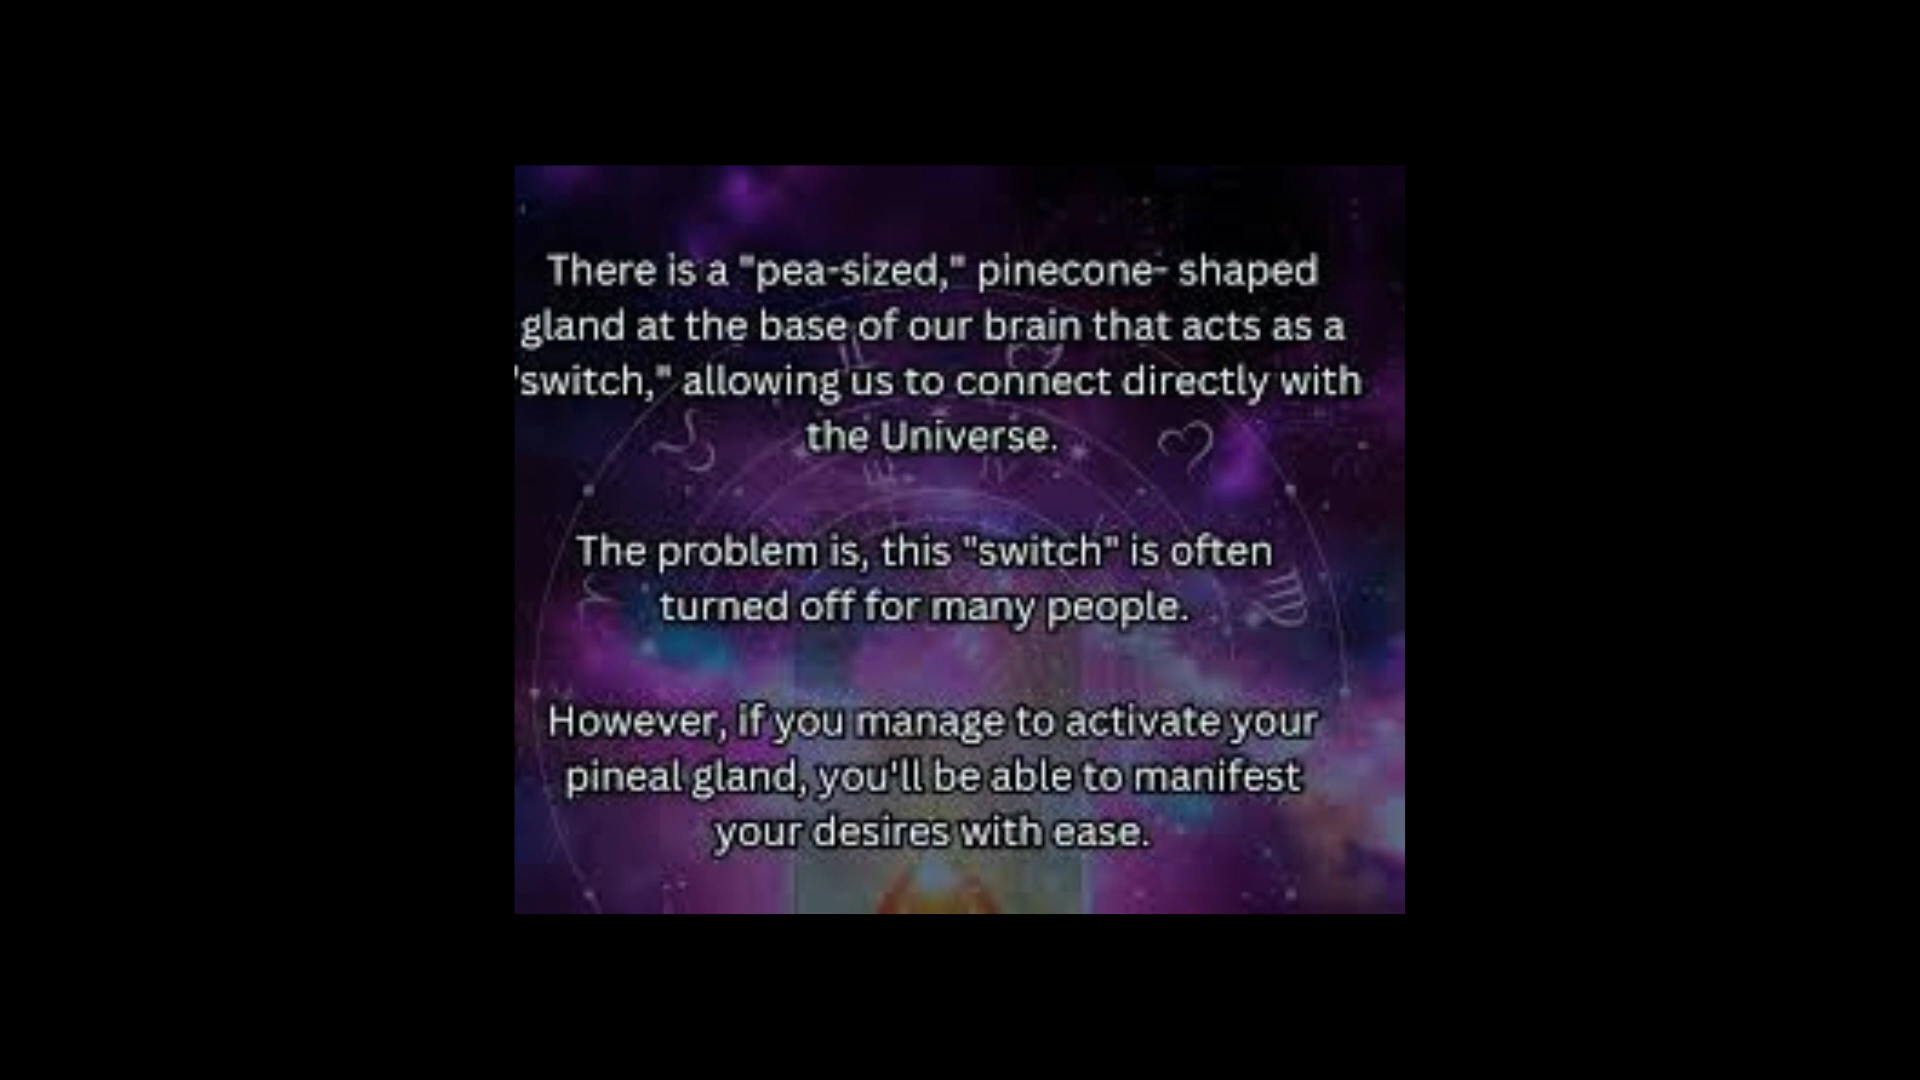 There is a "pea-sized," pinecone- shaped
gland at the base of our brain that acts as a
'switch," allowing us to connect directly with
the Universe.
The problem is, this "switch" is often
turned off for many people.
However, if you manage to activate your
pineal gland, you'll be able to manifest
your desires with ease.